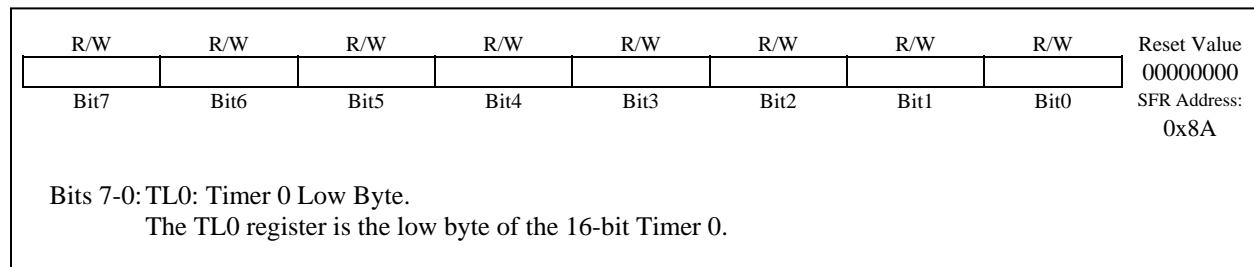 R/W R/W R/W R/W R/W R/W R/W R/W Reset Value
00000000
Bit7 Bit6 Bit5 Bit4 Bit3 Bit2 Bit1 Bit0 SFR Address:
0x8A
Bits 7-0: TL0: Timer 0 Low Byte.
The TL0 register is the low byte of the 16-bit Timer 0.